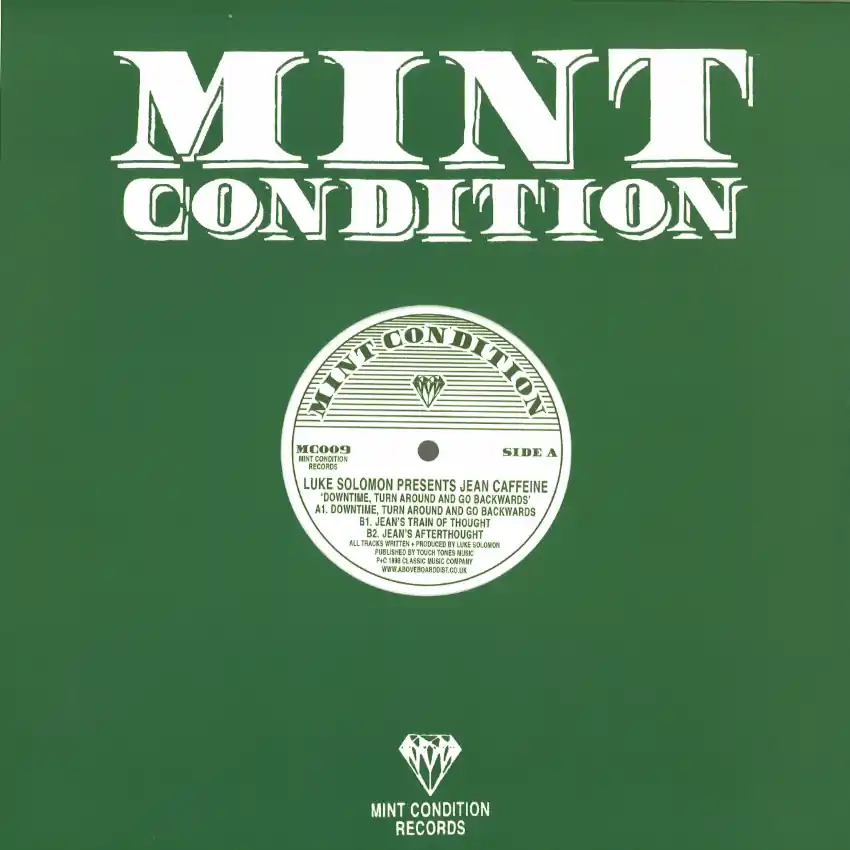 MINT
CONDITION
MINT CONDITION
MC009
SIDE A
MINT CONDITION
RECORDS
LUKE SOLOMON PRESENTS JEAN CAFFEINE
'DOWNTIME, TURN AROUND AND GO BACKWARDS'
A1. DOWNTIME, TURN AROUND AND GO BACKWARDS
B1. JEAN'S TRAIN OF THOUGHT
B2. JEAN'S AFTERTHOUGHT
ALL TRACKS WRITTEN + PRODUCED BY LUKE SOLOMON
PUBLISHED BY TOUCH TONES MUSIC
P+C 1998 CLASSIC MUSIC COMPANY
WWW.ABOVEBOARDDIST.CO.UK
MINT CONDITION
RECORDS